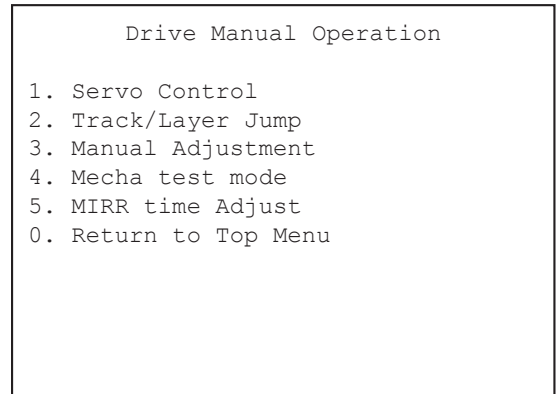 Drive Manual Operation
1. Servo Control
2. Track/Layer Jump
3. Manual Adjustment
4. Mecha test mode
5. MIRR time Adjust
0. Return to Top Menu